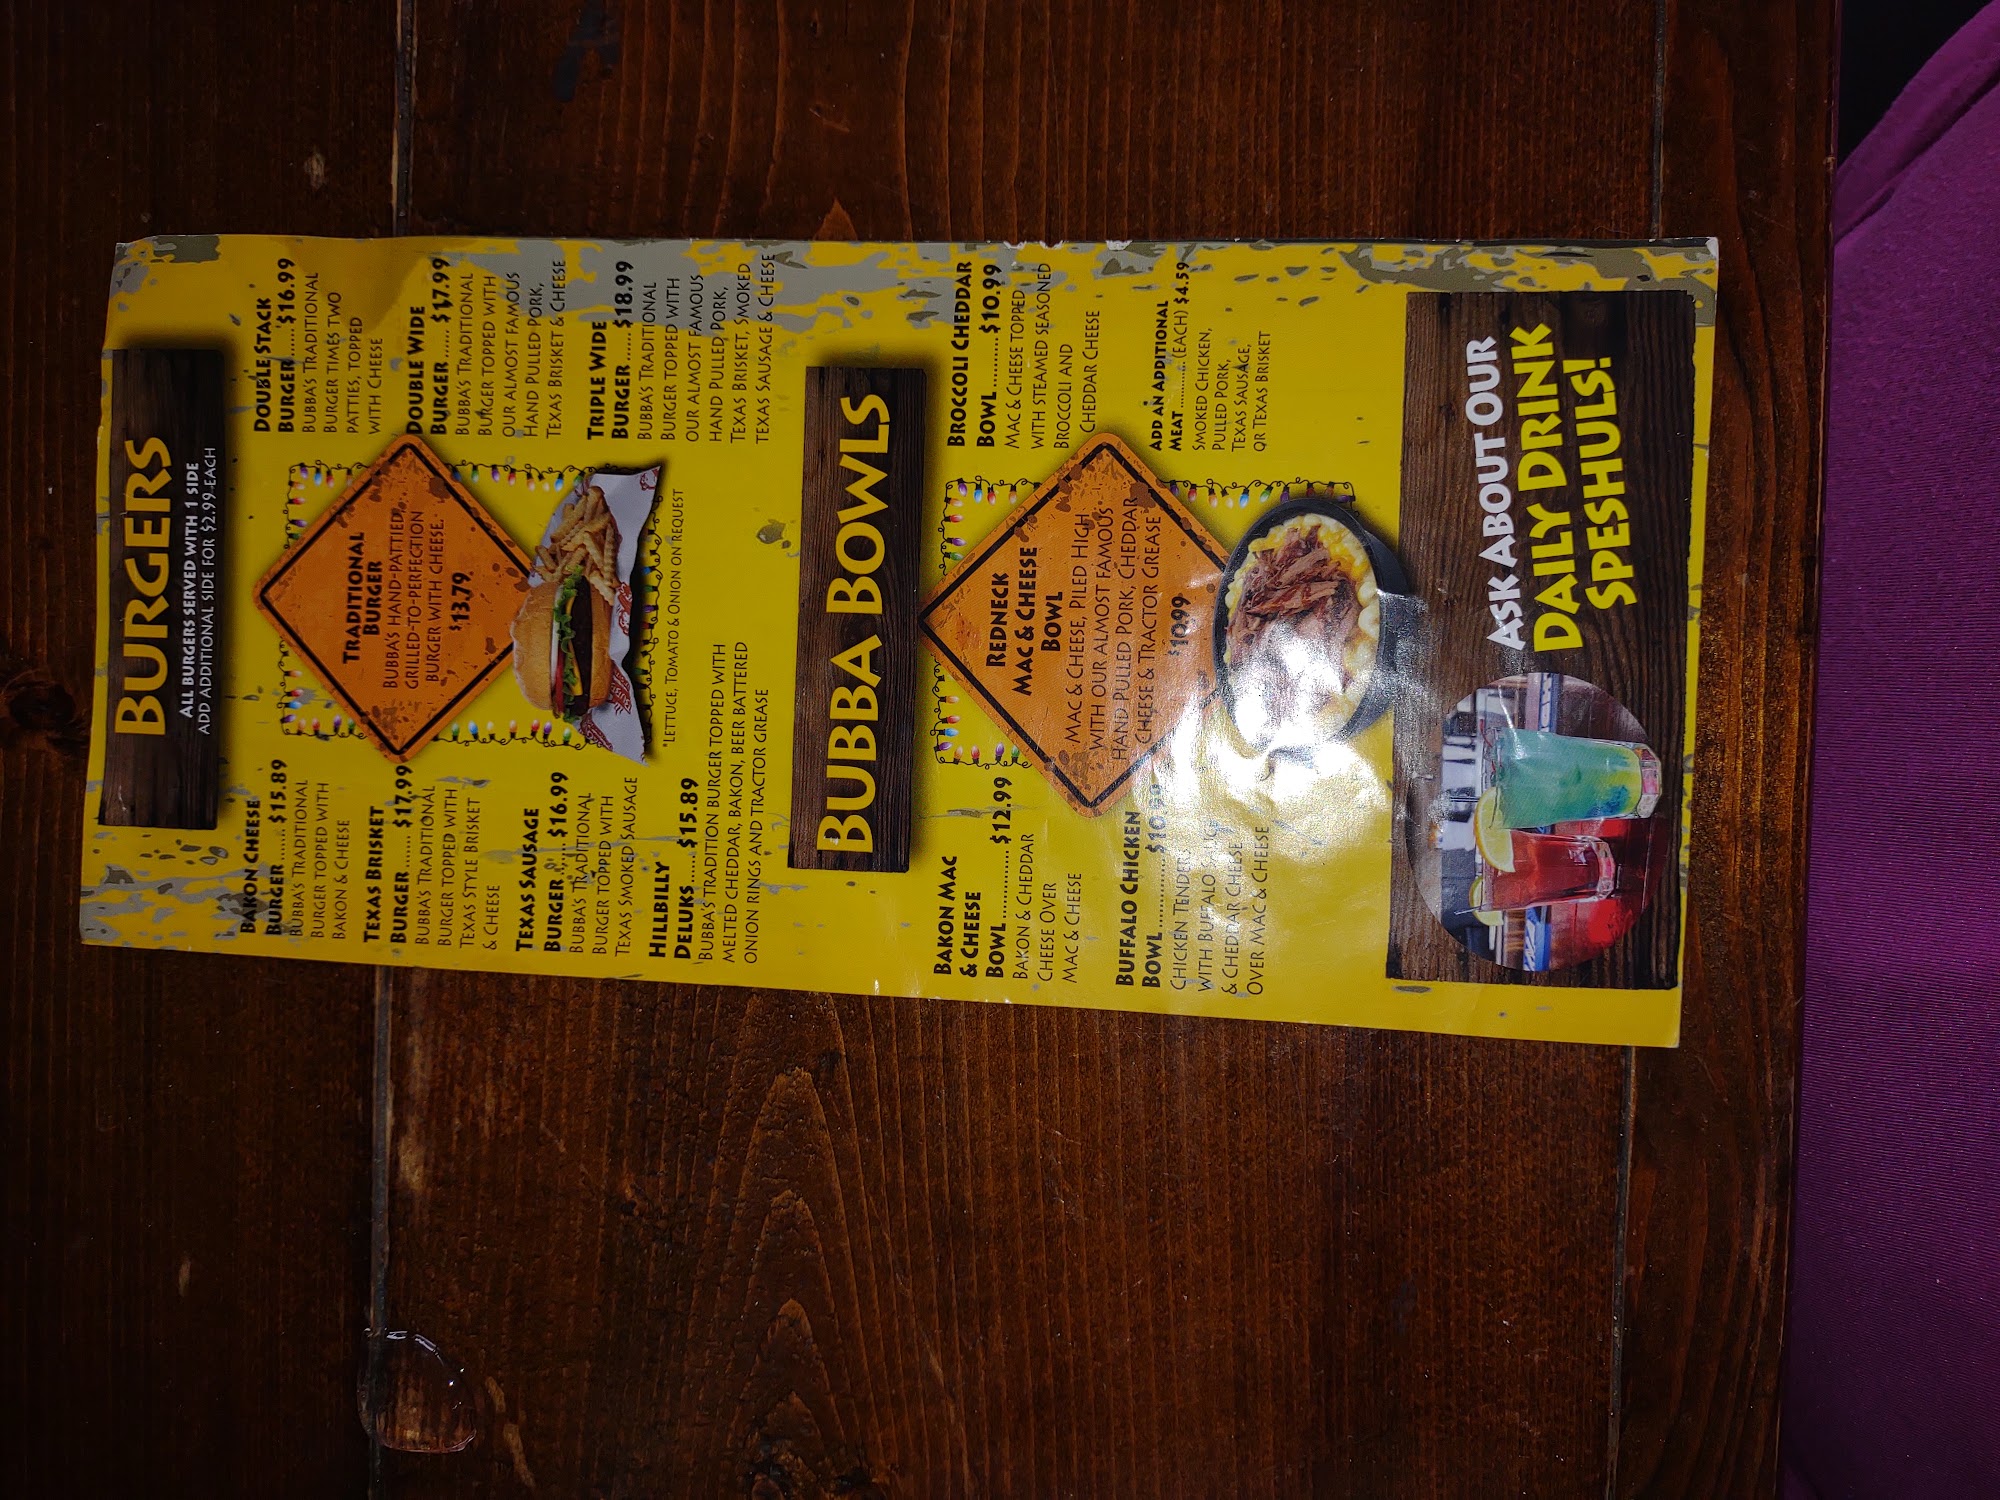 BURGERS
ALL BURGERS SERVED WITH 1 SIDE
ADD ADDITIONAL SIDE FOR $2.99 EACH
BAKON CHEESE
BURGER ....... $15.89
BUBBA'S TRADITIONAL
BURGER TOPPED WITH
BAKON & CHEESE
TEXAS BRISKET
BURGER ......... $17.99
BUBBA'S TRADITIONAL
BURGER TOPPED WITH
TEXAS STYLE BRISKET
& CHEESE
TEXAS SAUSAGE
BURGER ....... $16.99
BUBBA'S TRADITIONAL
BURGER TOPPED WITH
TEXAS SMOKED SAUSAGE
HILLBILLY
DELUKS ..... $15.89
BUBBA'S TRADITION BURGER TOPPED WITH
MELTED CHEDDAR, BAKON, BEER BATTERED
ONION RINGS AND TRACTOR GREASE
TRADITIONAL
BURGER
BUBBA'S HAND-PATTIED,
GRILLED-TO-PERFECTION
BURGER WITH CHEESE.
$13.79
*LETTUCE, TOMATO & ONION ON REQUEST
DOUBLE STACK
BURGER ....... $16.99
BUBBA'S TRADITIONAL
BURGER TIMES TWO
PATTIES, TOPPED
WITH CHEESE
DOUBLE WIDE
BURGER ....... $17.99
BUBBA'S TRADITIONAL
BURGER TOPPED WITH
OUR ALMOST FAMOUS
HAND PULLED PORK,
TEXAS BRISKET & CHEESE
TRIPLE WIDE
BURGER ....... $18.99
BUBBA'S TRADITIONAL
BURGER TOPPED WITH
OUR ALMOST FAMOUS
HAND PULLED PORK,
TEXAS BRISKET, SMOKED
TEXAS SAUSAGE & CHEESE
BUBBA BOWLS
BAKON MAC
& CHEESE
BOWL ............ $12.99
BAKON & CHEDDAR
CHEESE OVER
MAC & CHEESE
BUFFALO CHICKEN
BOWL ............ $10.99
CHICKEN TENDERS
WITH BUFFALO SAUCE
& CHEDDAR CHEESE
OVER MAC & CHEESE
REDNECK
MAC & CHEESE
BOWL
MAC & CHEESE, PILED HIGH
WITH OUR ALMOST FAMOUS
HAND PULLED PORK, CHEDDAR
CHEESE & TRACTOR GREASE
$10.99
BROCCOLI CHEDDAR
BOWL .......... $10.99
MAC & CHEESE TOPPED
WITH STEAMED SEASONED
BROCCOLI AND
CHEDDAR CHEESE
ADD AN ADDITIONAL
MEAT ........... (EACH) $4.59
SMOKED CHICKEN,
PULLED PORK,
TEXAS SAUSAGE,
OR TEXAS BRISKET
ASK ABOUT OUR
DAILY DRINK
SPESHULS!